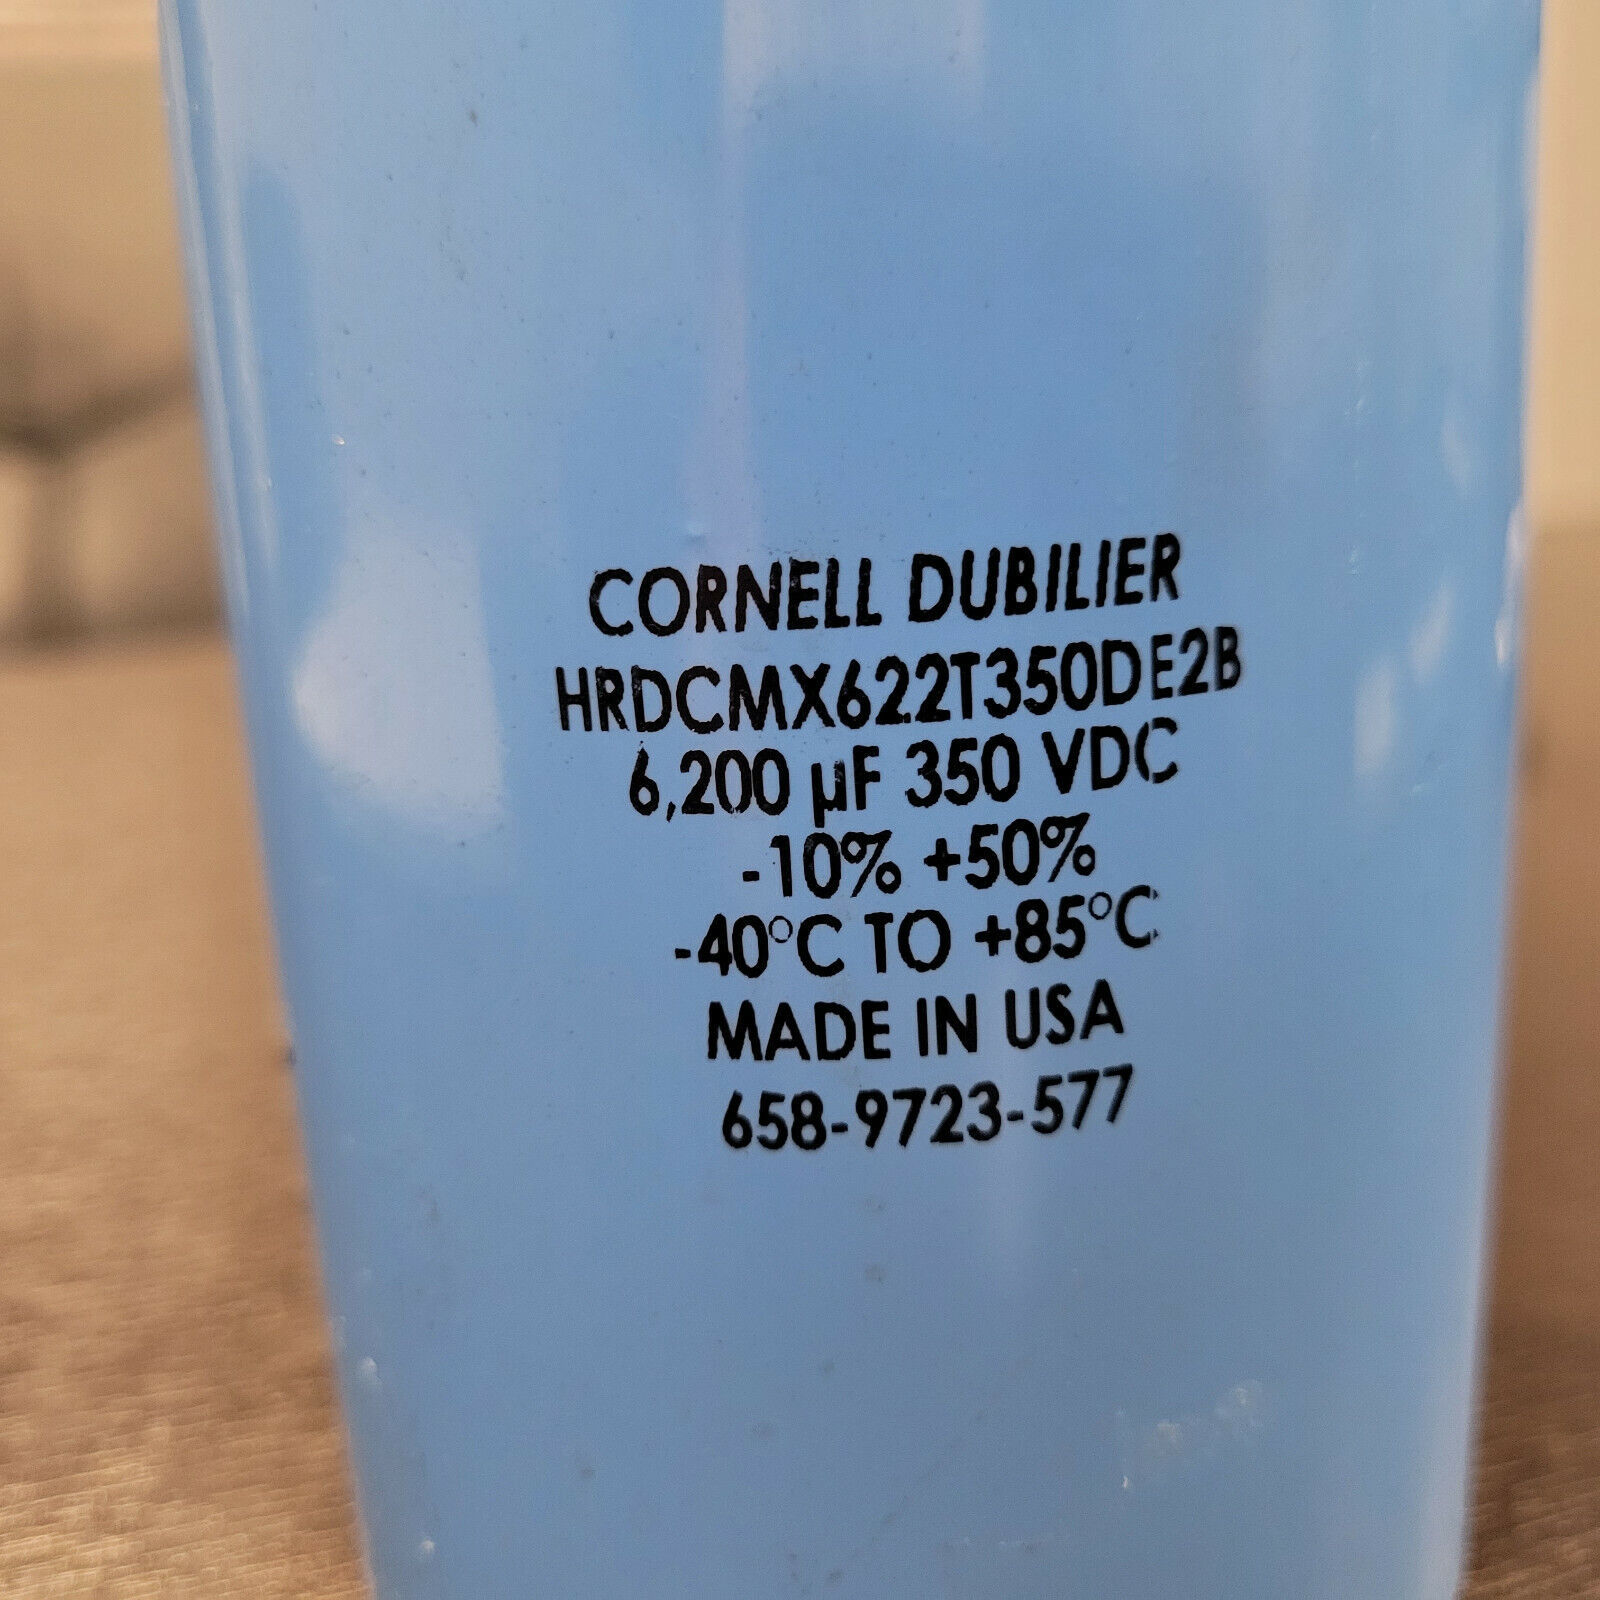 CORNELL DUBILIER
HRDCMX622T350DE2B
6,200 µF 350 VDC
-10% +50%
-40°C TO +85°C
MADE IN USA
658-9723-577